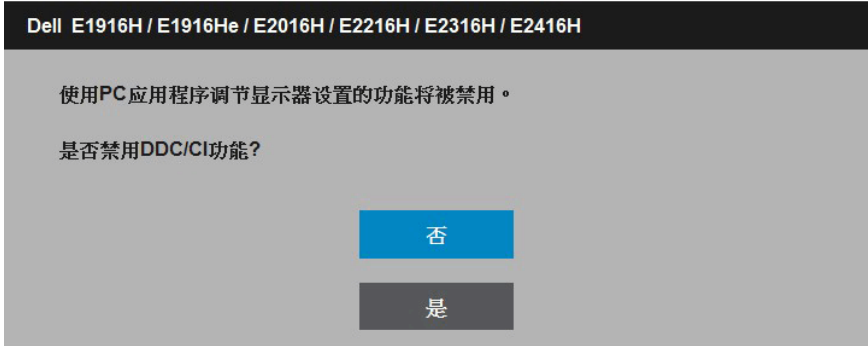 Dell E1916H / E1916He / E2016H / E2216H / E2316H / E2416H
使用PC应用程序调节显示器设置的功能将被禁用。
是否禁用DDC/CI功能?
否
是